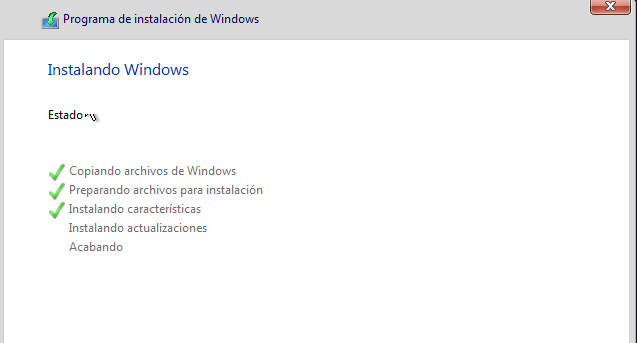 Programa de instalación de Windows
Instalando Windows
Estado
Copiando archivos de Windows
Preparando archivos para instalación
Instalando características
Instalando actualizaciones
Acabando